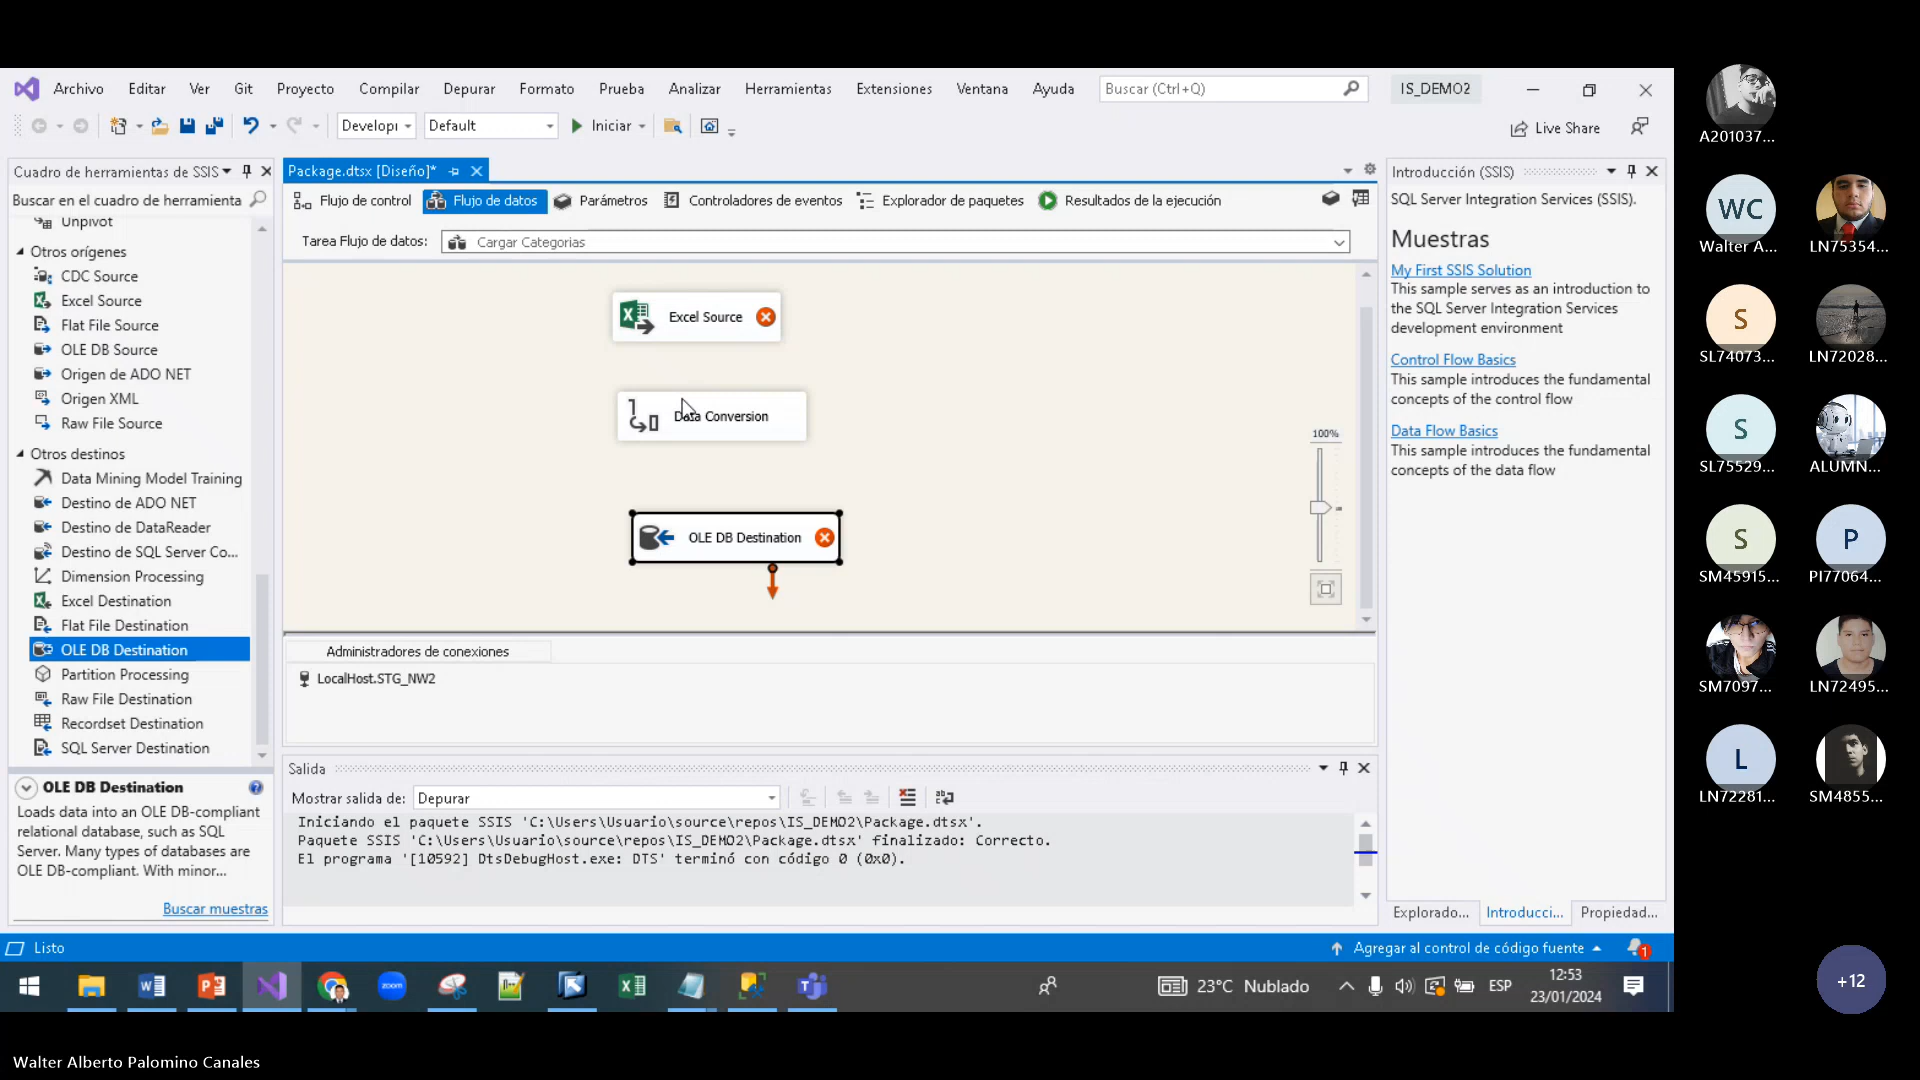 Archivo Editar Ver Git Proyecto Compilar Depurar Formato Prueba Analizar Herramientas Extensiones Ventana Ayuda Buscar (Ctrl+Q) IS_DEMO2
Developi Default Iniciar Live Share
Cuadro de herramientas de SSIS
Buscar en el cuadro de herramienta
Unpivot
Otros orígenes
CDC Source
Excel Source
Flat File Source
OLE DB Source
Origen de ADO NET
Origen XML
Raw File Source
Otros destinos
Data Mining Model Training
Destino de ADO NET
Destino de DataReader
Destino de SQL Server Co...
Dimension Processing
Excel Destination
Flat File Destination
OLE DB Destination
Partition Processing
Raw File Destination
Recordset Destination
SQL Server Destination
OLE DB Destination
Loads data into an OLE DB-compliant
relational database, such as SQL
Server. Many types of databases are
OLE DB-compliant. With minor...
Buscar muestras
Package.dtsx [Diseño]*
Flujo de control Flujo de datos Parámetros Controladores de eventos Explorador de paquetes Resultados de la ejecución
Tarea Flujo de datos: Cargar Categorias
Excel Source
Data Conversion
OLE DB Destination
100%
Administradores de conexiones
LocalHost.STG_NW2
Salida
Mostrar salida de: Depurar
Iniciando el paquete SSIS 'C:\Users\Usuario\source\repos\IS_DEMO2\Package.dtsx'.
Paquete SSIS 'C:\Users\Usuario\source\repos\IS_DEMO2\Package.dtsx' finalizado: Correcto.
El programa '[10592] DtsDebugHost.exe: DTS' terminó con código 0 (0x0).
Introducción (SSIS)
SQL Server Integration Services (SSIS).
Muestras
My First SSIS Solution
This sample serves as an introduction to
the SQL Server Integration Services
development environment
Control Flow Basics
This sample introduces the fundamental
concepts of the control flow
Data Flow Basics
This sample introduces the fundamental
concepts of the data flow
Explorado... Introducci... Propiedad...
Listo
Agregar al control de código fuente
1
zoom
23°C Nublado
ESP
12:53
23/01/2024
A201037...
WC
Walter A...
LN75354...
S
SL74073...
LN72028...
S
SL75529...
ALUMN...
S
SM45915...
P
PI77064...
SM7097...
LN72495...
L
LN72281...
SM4855...
+12
Walter Alberto Palomino Canales